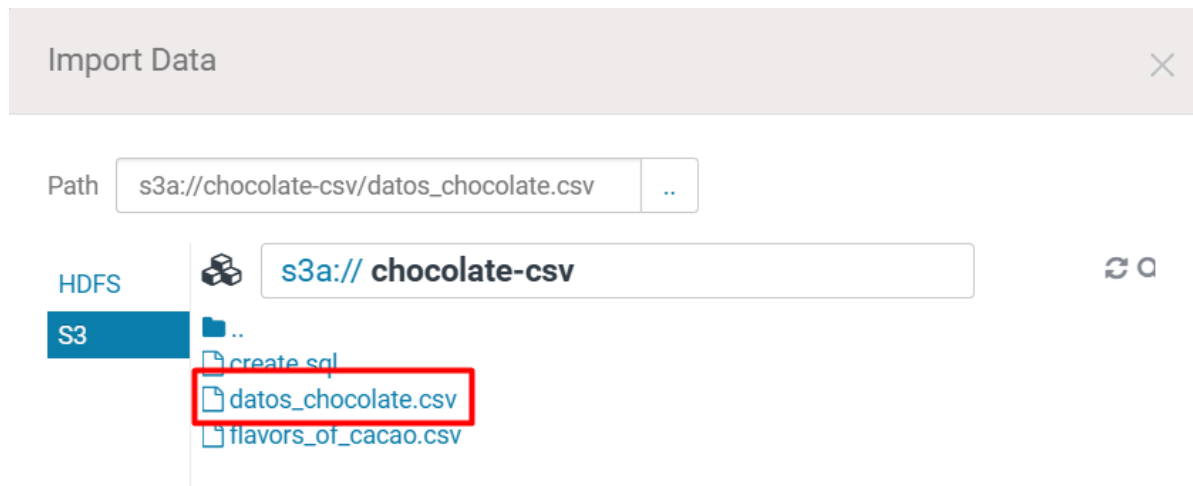 Import Data
Path s3a://chocolate-csv/datos_chocolate.csv ..
HDFS
S3
s3a:// chocolate-csv
..
create.sql
datos_chocolate.csv
flavors_of_cacao.csv